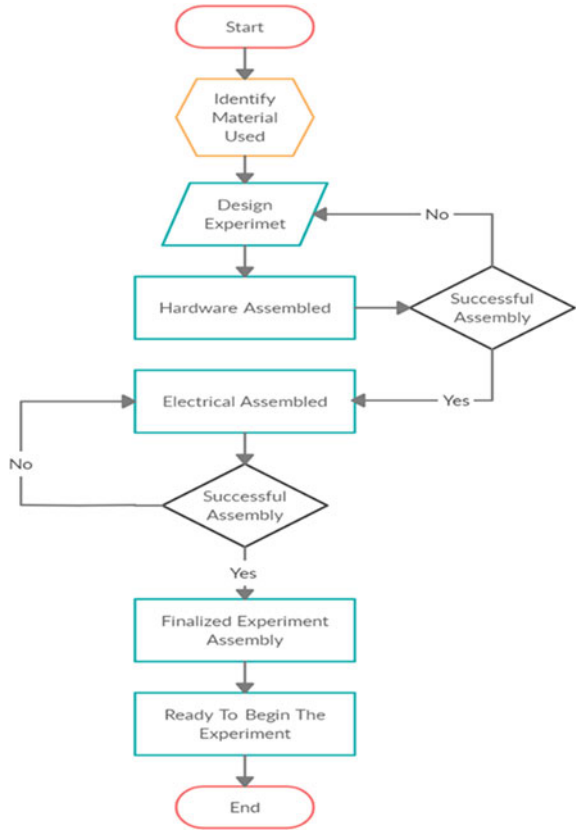 Start
Identify
Material
Used
Design
Experimet
No
Hardware Assembled
Successful
Assembly
Electrical Assembled
Yes
No
Successful
Assembly
Yes
Finalized Experiment
Assembly
Ready To Begin The
Experiment
End